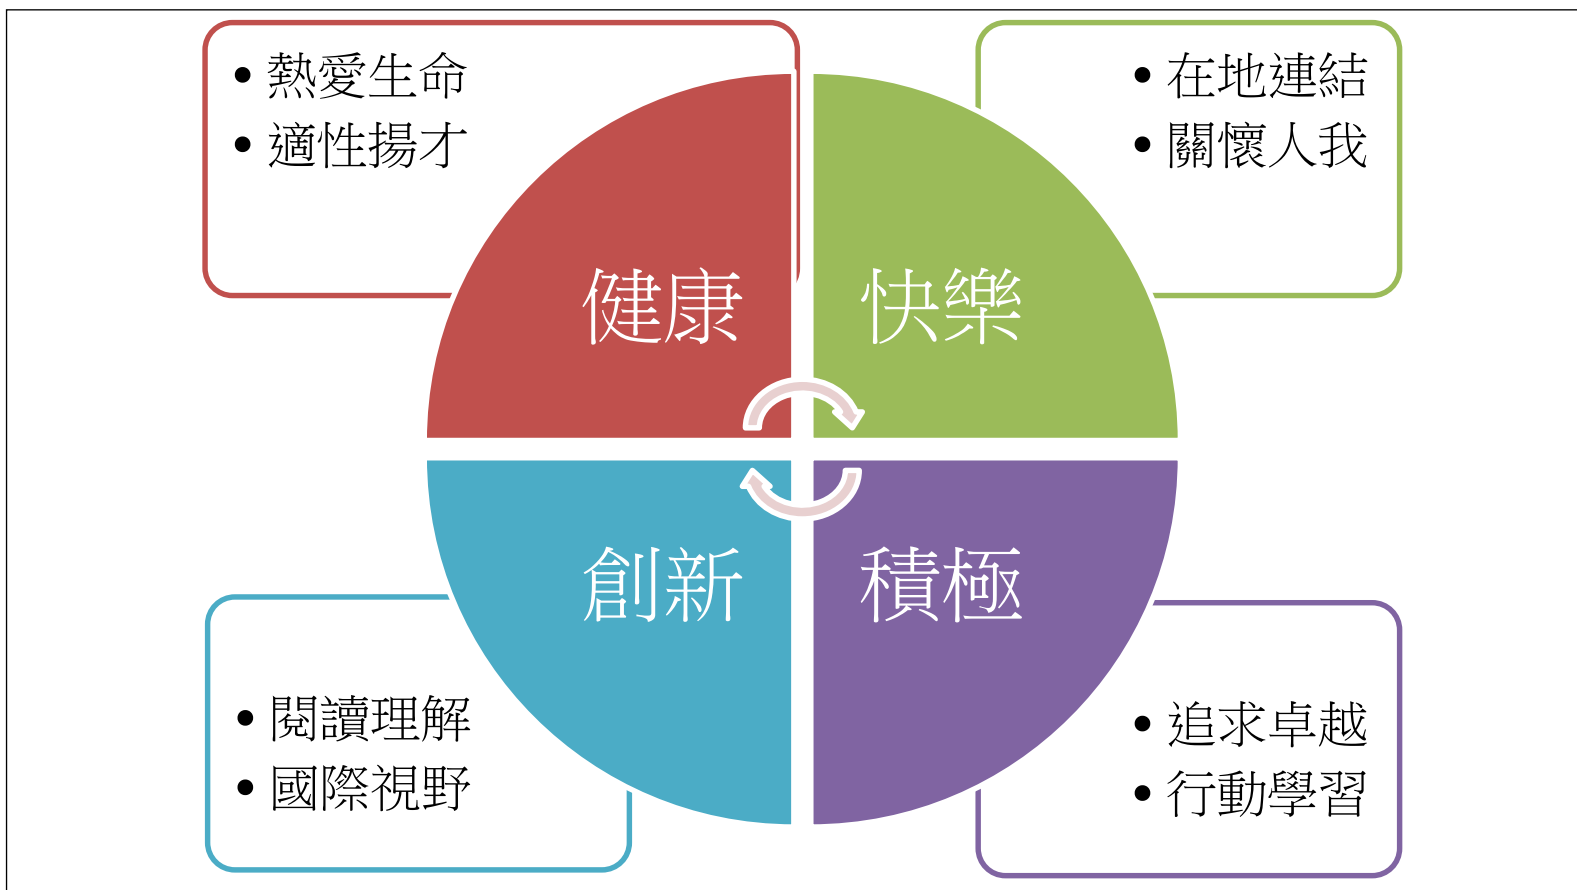 熱愛生命
適性揚才
在地連結
關懷人我
健康
快樂
創新
積極
閱讀理解
國際視野
追求卓越
行動學習